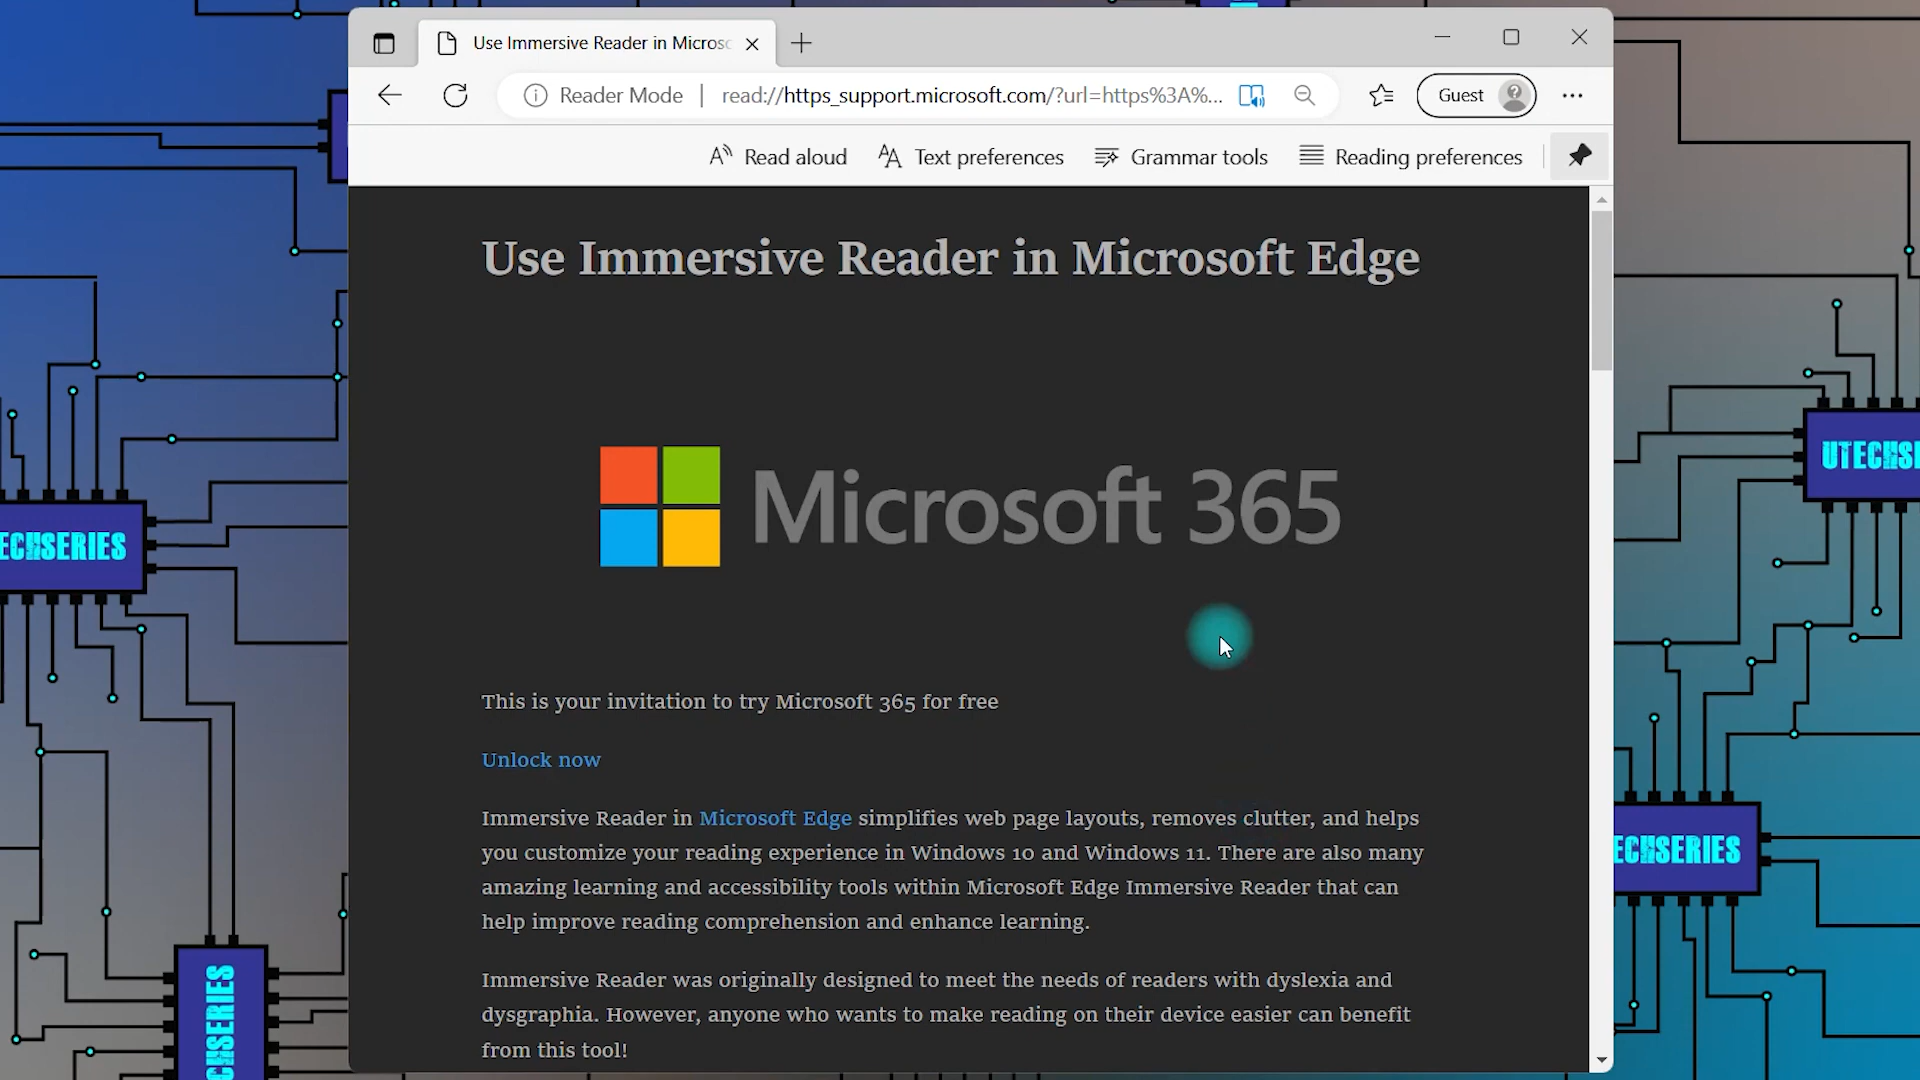 Use Immersive Reader in Micros
Reader Mode | read://https_support.microsoft.com/?url=https%3A%...
Guest
Read aloud
Text preferences
Grammar tools
Reading preferences
Use Immersive Reader in Microsoft Edge
Microsoft 365
This is your invitation to try Microsoft 365 for free
Unlock now
Immersive Reader in Microsoft Edge simplifies web page layouts, removes clutter, and helps
you customize your reading experience in Windows 10 and Windows 11. There are also many
amazing learning and accessibility tools within Microsoft Edge Immersive Reader that can
help improve reading comprehension and enhance learning.
Immersive Reader was originally designed to meet the needs of readers with dyslexia and
dysgraphia. However, anyone who wants to make reading on their device easier can benefit
from this tool!
ECHSERIES
UTECHSE
ECHSERIES
CHSERIES